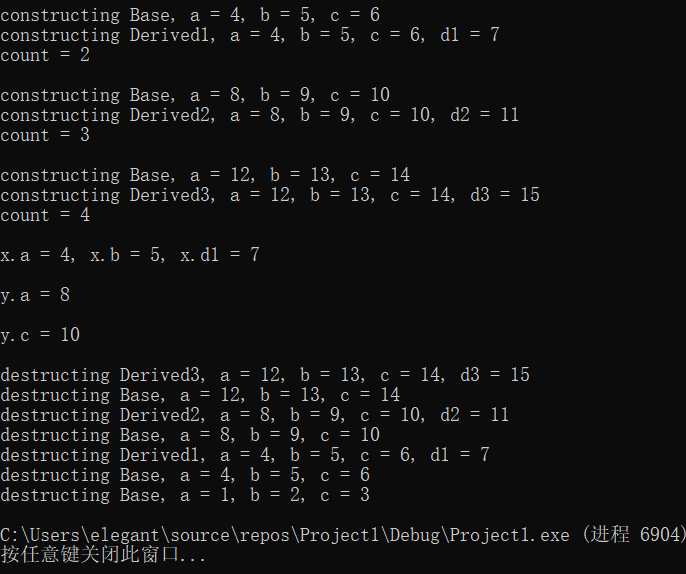 constructing Base, a = 4, b = 5, c = 6
constructing Derived1, a = 4, b = 5, c = 6, d1 = 7
count = 2
constructing Base, a = 8, b = 9, c = 10
constructing Derived2, a = 8, b = 9, c = 10, d2 = 11
count = 3
constructing Base, a = 12, b = 13, c = 14
constructing Derived3, a = 12, b = 13, c = 14, d3 = 15
count = 4
x.a = 4, x.b = 5, x.d1 = 7
y.a = 8
y.c = 10
destructing Derived3, a = 12, b = 13, c = 14, d3 = 15
destructing Base, a = 12, b = 13, c = 14
destructing Derived2, a = 8, b = 9, c = 10, d2 = 11
destructing Base, a = 8, b = 9, c = 10
destructing Derived1, a = 4, b = 5, c = 6, d1 = 7
destructing Base, a = 4, b = 5, c = 6
destructing Base, a = 1, b = 2, c = 3
C:\Users\elegant\source\repos\Project1\Debug\Project1.exe (进程 6904)
按任意键关闭此窗口...